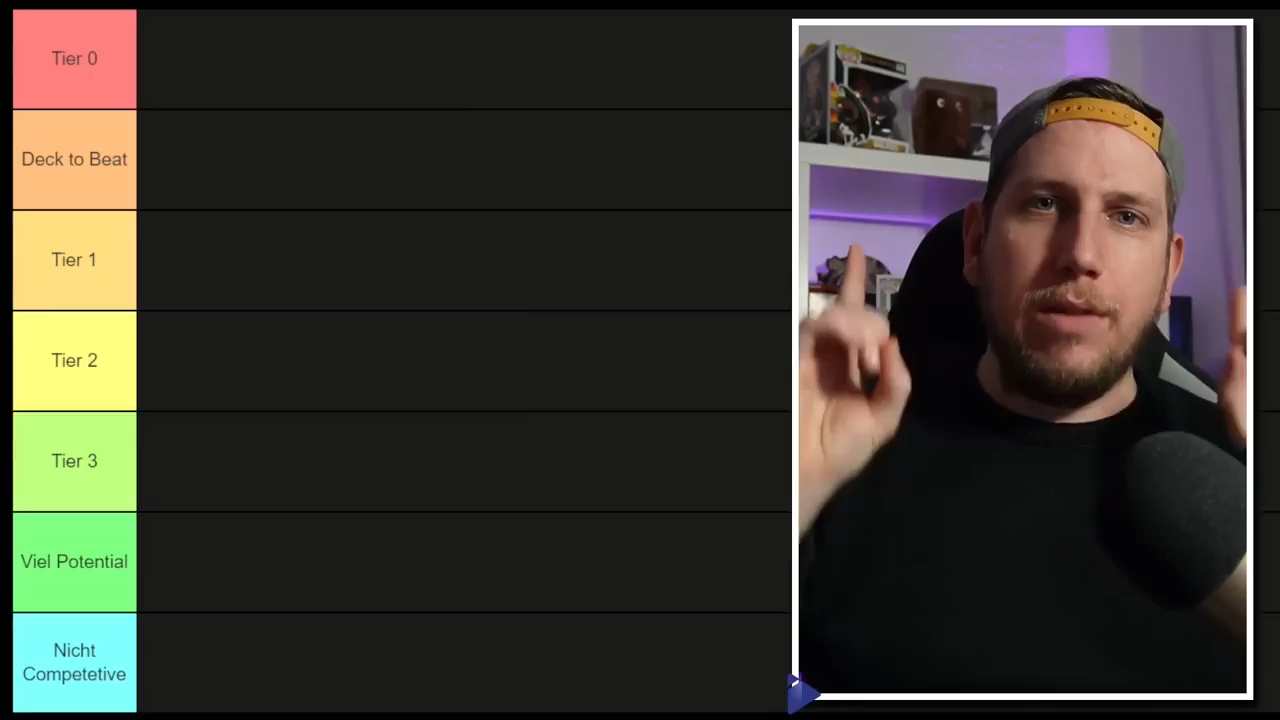 Tier 0
Deck to Beat
Tier 1
Tier 2
Tier 3
Viel Potential
Nicht
Competetive